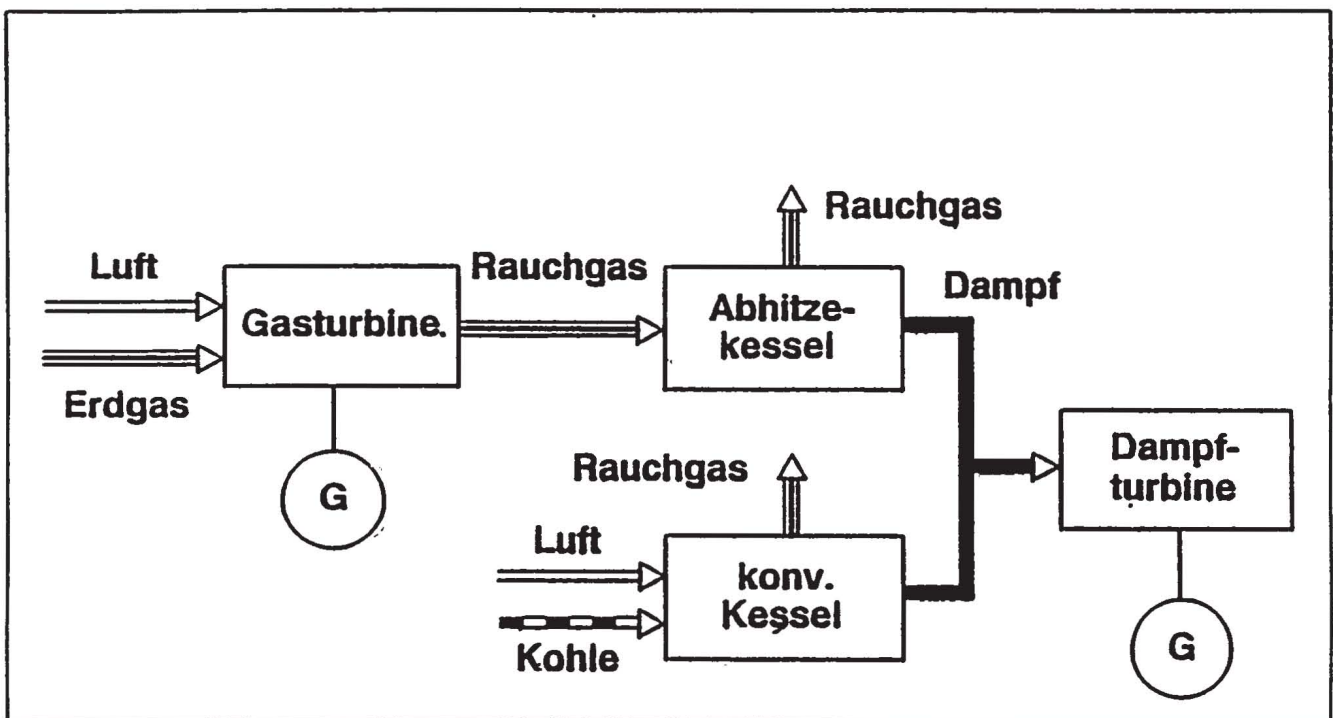 Rauchgas
Luft
Rauchgas
Dampf
Gasturbine.
Abhitze-
kessel
Erdgas
G
Rauchgas
Dampf-
turbine
Luft
konv.
Kessel
Kohle
G